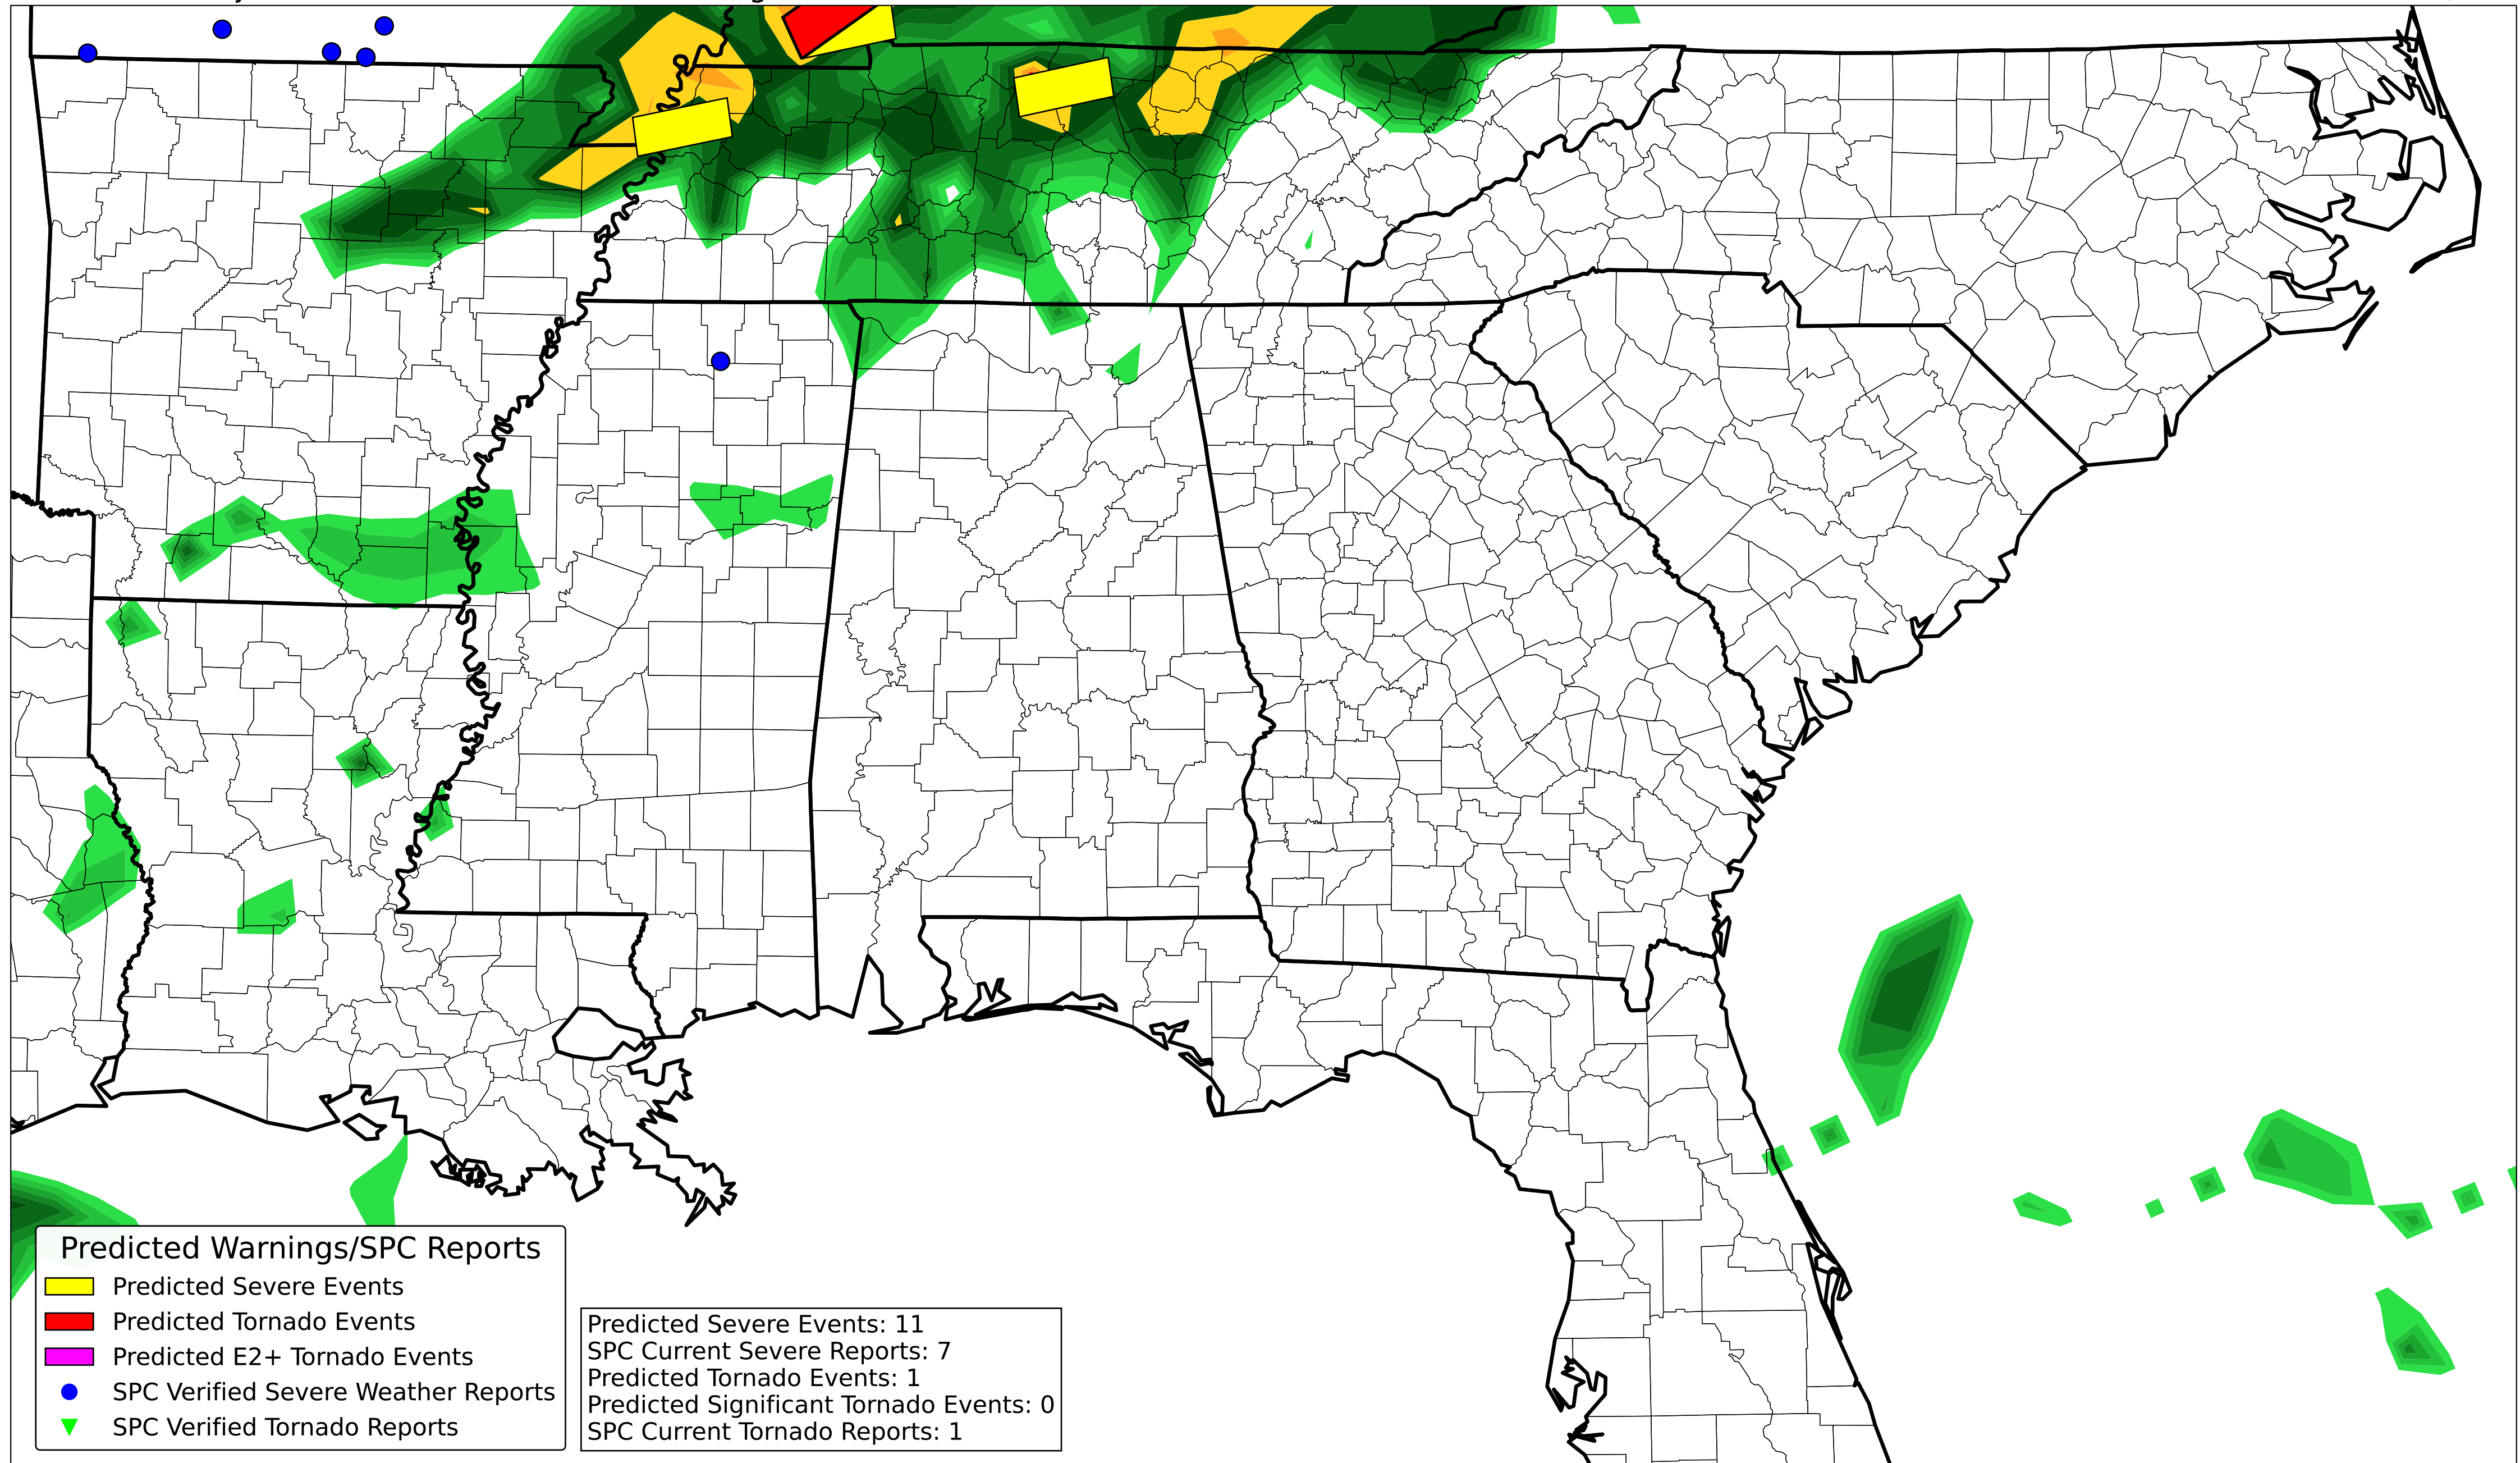 Predicted Warnings/SPC Reports
Predicted Severe Events
Predicted Tornado Events
Predicted E2+ Tornado Events
SPC Verified Severe Weather Reports
SPC Verified Tornado Reports
Predicted Severe Events: 11
SPC Current Severe Reports: 7
Predicted Tornado Events: 1
Predicted Significant Tornado Events: 0
SPC Current Tornado Reports: 1